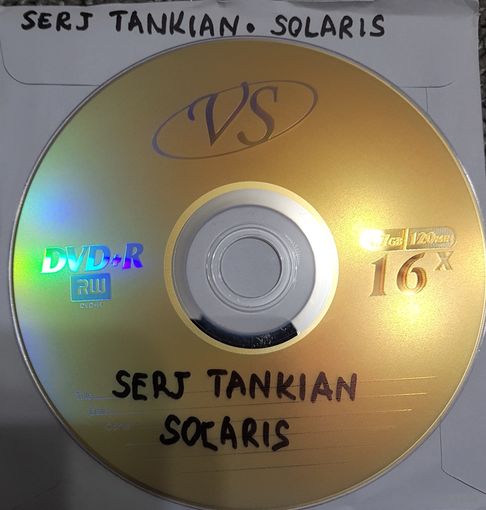 SERJ TANKIAN. SOLARIS
VS
DVD+R
RW
120MIN
16X
SERJ TANKIAN
SOLARIS